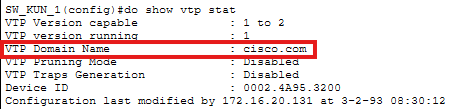 SW_KUN_1(config)#do show vtp stat
VTP Version capable : 1 to 2
VTP version running : 1
VTP Domain Name : cisco.com
VTP Pruning Mode : Disabled
VTP Traps Generation : Disabled
Device ID : 0002.4A95.3200
Configuration last modified by 172.16.20.131 at 3-2-93 08:30:12